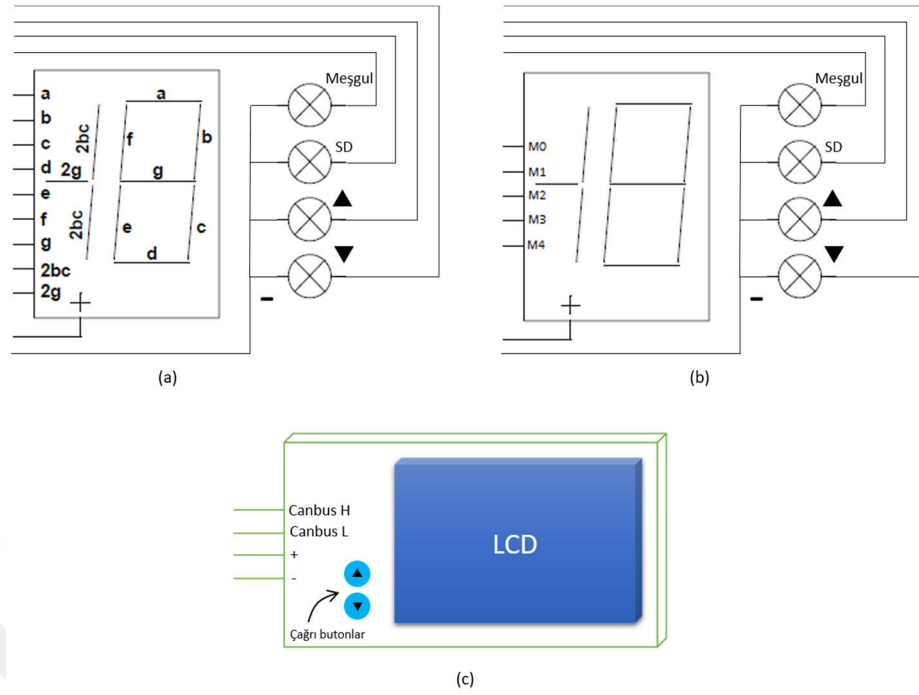 Meşgul
a
a
b
2bc
f
b
c
SD
d
2g
g
e
f
2bc
e
c
g
d
2bc
2g
+
-
(a)
Meşgul
M0
SD
M1
M2
M3
M4
+
-
(b)
Canbus H
Canbus L
+
-
LCD
Çağrı butonlar
(c)